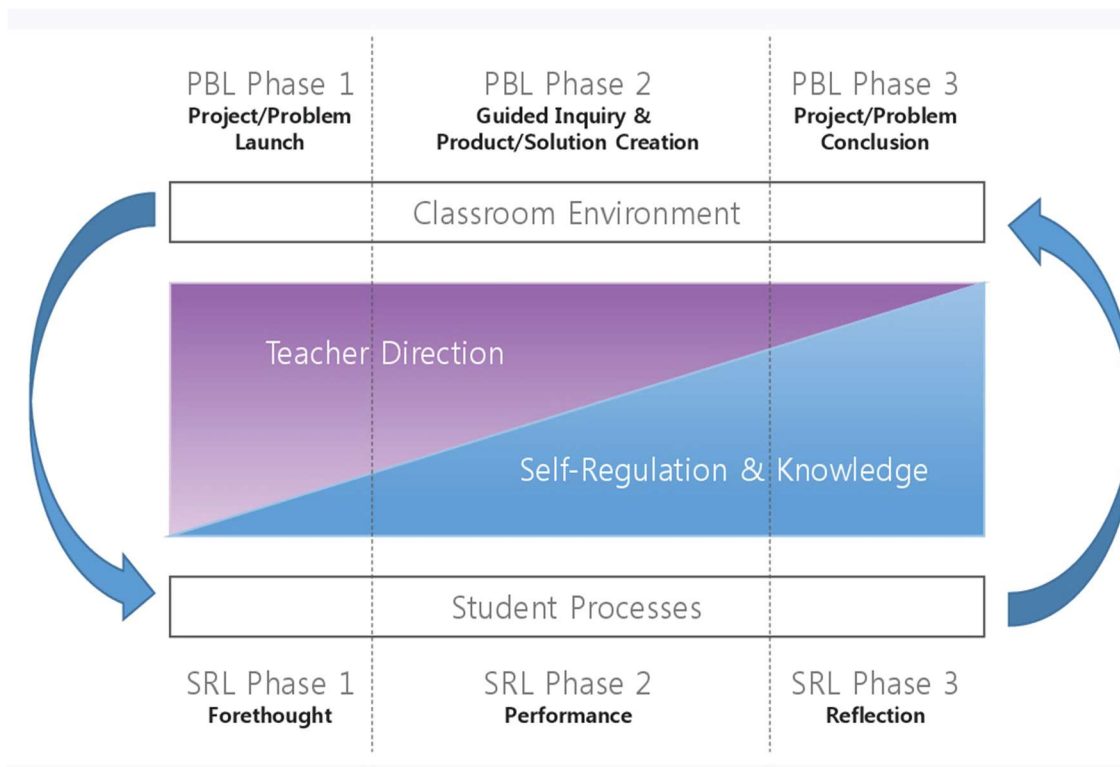 PBL Phase 1
Project/Problem
Launch
PBL Phase 2
Guided Inquiry &
Product/Solution Creation
PBL Phase 3
Project/Problem
Conclusion
Classroom Environment
Teacher Direction
Self-Regulation & Knowledge
Student Processes
SRL Phase 1
Forethought
SRL Phase 2
Performance
SRL Phase 3
Reflection